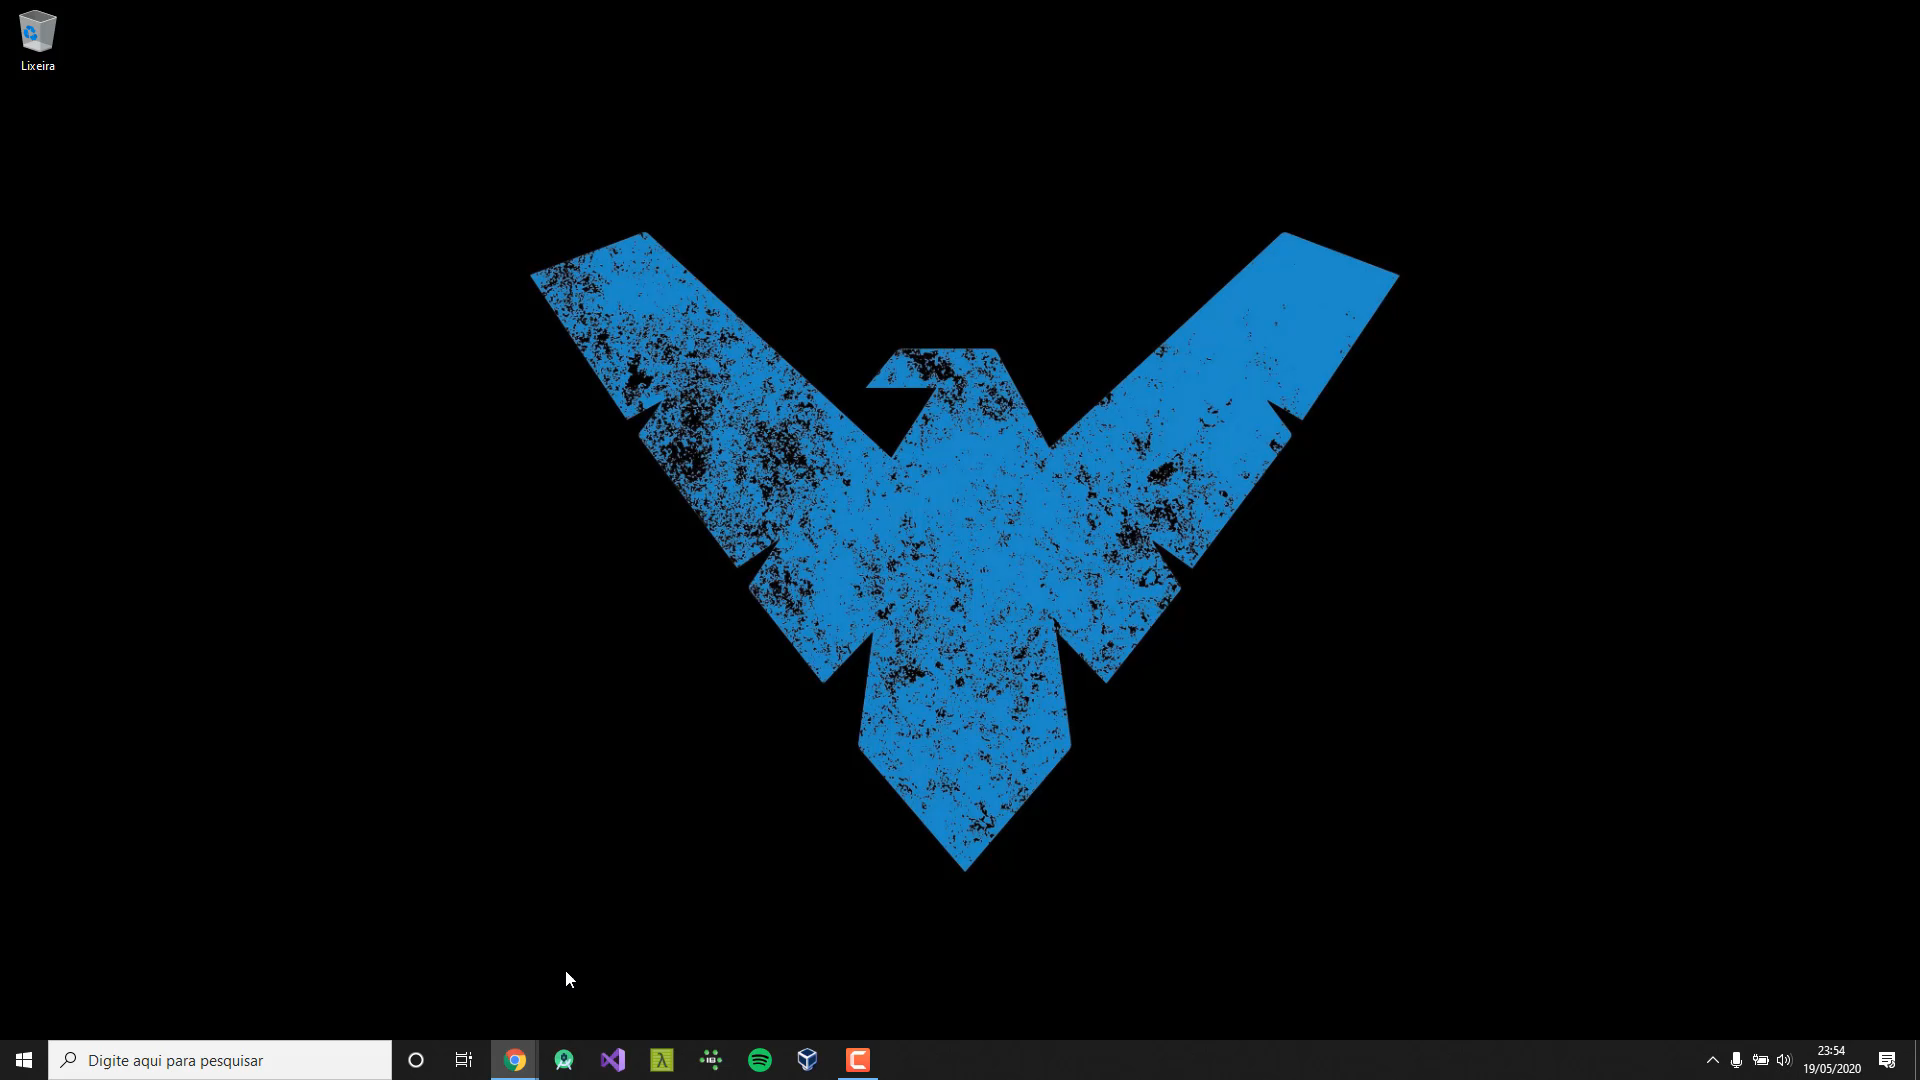 Lixeira
Digite aqui para pesquisar
23:54
19/05/2020